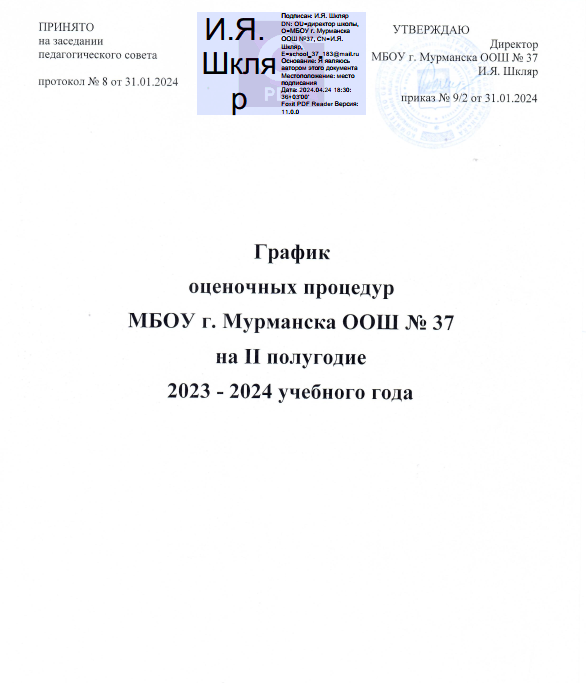 ПРИНЯТО
на заседании
педагогического совета
протокол № 8 от 31.01.2024
И.Я.
Шкля
р
Подписан: И.Я. Шкляр
DN: OU=директор школы,
O=МБОУ г. Мурманска
ООШ №37, CN=И.Я.
Шкляр,
E=school_37_183@mail.ru
Основание: Я являюсь
автором этого документа
Местоположение: место
подписания
Дата: 2024.04.24 18:30:
36+03'00'
Foxit PDF Reader Версия:
11.0.0
УТВЕРЖДАЮ
Директор
МБОУ г. Мурманска ООШ № 37
И.Я. Шкляр
приказ № 9/2 от 31.01.2024
График
оценочных процедур
МБОУ г. Мурманска ООШ № 37
на II полугодие
2023 - 2024 учебного года